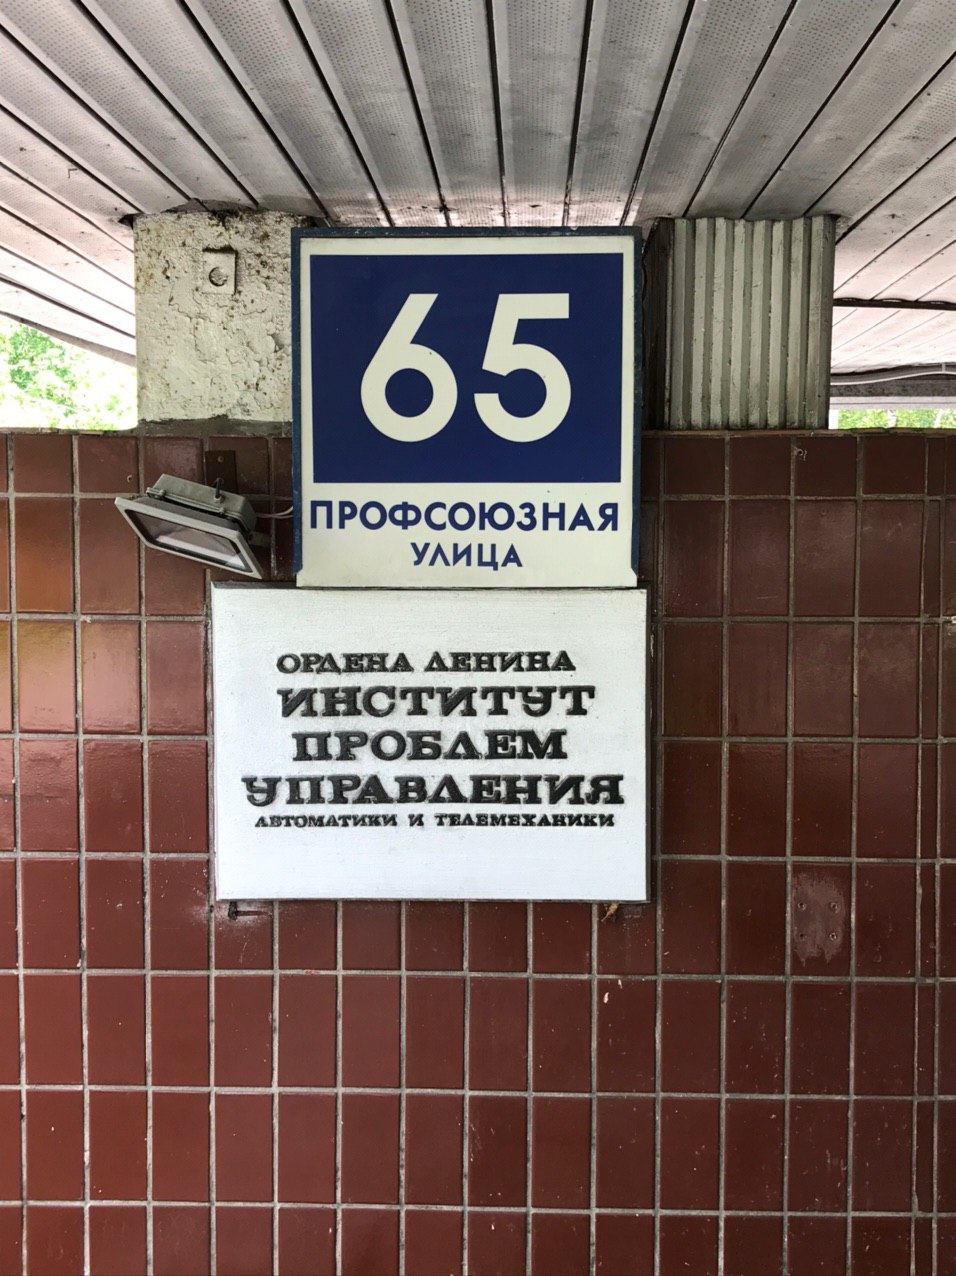 65
ПРОФСОЮЗНАЯ
УЛИЦА
ОРДЕНА ЛЕНИНА
ИНСТИТУТ
ПРОБЛЕМ
УПРАВЛЕНИЯ
АВТОМАТИКИ И ТЕЛЕМЕХАНИКИ